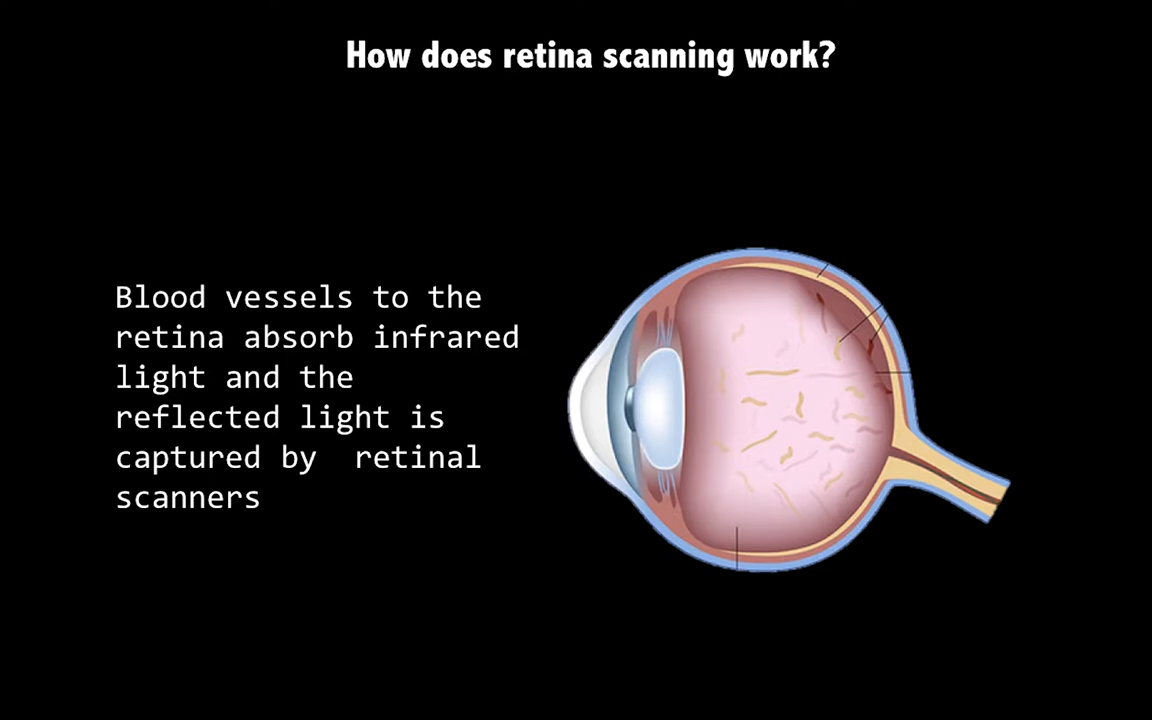 How does retina scanning work?
Blood vessels to the
retina absorb infrared
light and the
reflected light is
captured by  retinal
scanners